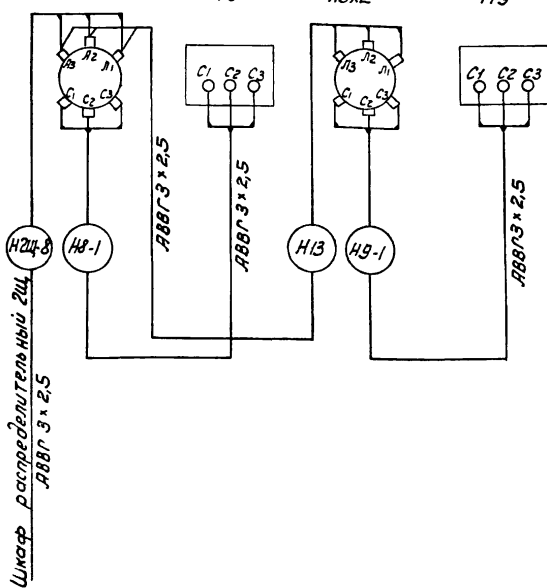 Л3 Л2 Л1
С1 С2 С3
С1 С2 С3
Л3 Л2 Л1
С1 С2 С3
С1 С2 С3
Н2Щ-8
Н8-1
Н13
Н9-1
АВВГ 3×2,5
АВВГ 3×2,5
АВВГ 3×2,5
Шкаф распределительный 2Щ
АВВГ 3×2,5